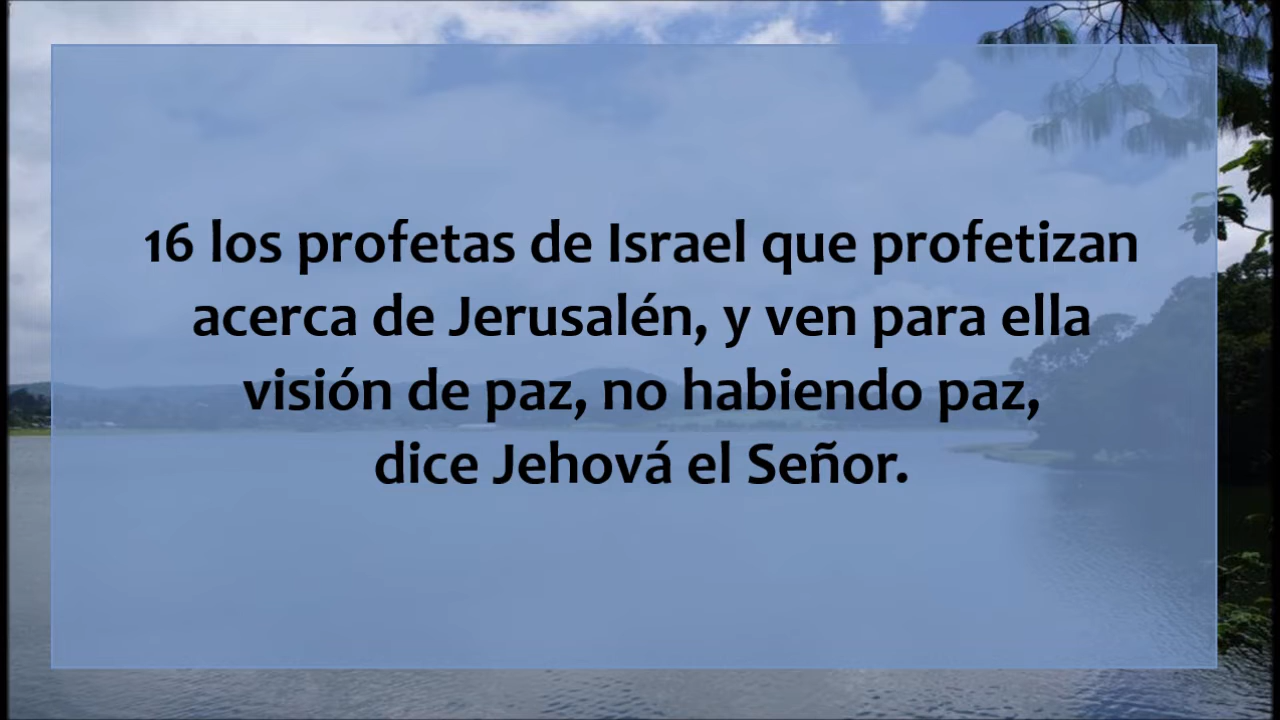 16 los profetas de Israel que profetizan
acerca de Jerusalén, y ven para ella
visión de paz, no habiendo paz,
dice Jehová el Señor.